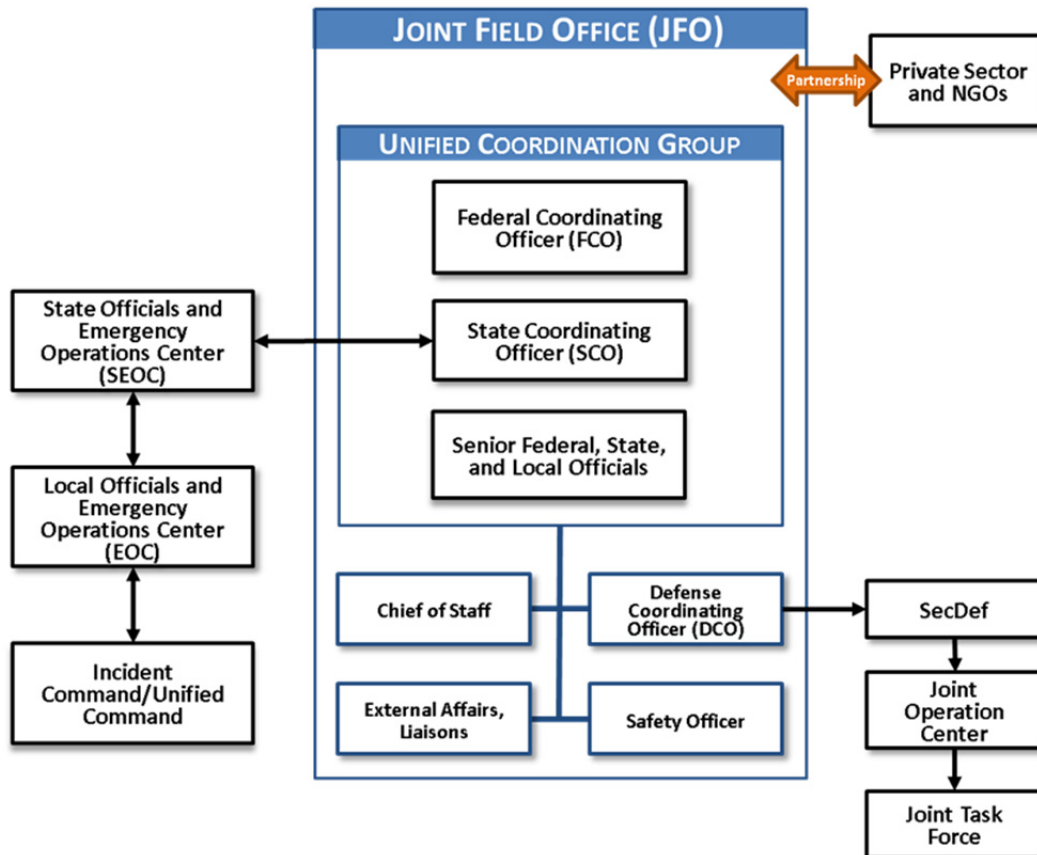 JOINT FIELD OFFICE (JFO)
Partnership
Private Sector
and NGOs
UNIFIED COORDINATION GROUP
Federal Coordinating
Officer (FCO)
State Officials and
Emergency
Operations Center
(SEOC)
State Coordinating
Officer (SCO)
Senior Federal, State,
and Local Officials
Local Officials and
Emergency
Operations Center
(EOC)
Chief of Staff
Defense
Coordinating
Officer (DCO)
SecDef
Incident
Command/Unified
Command
External Affairs,
Liaisons
Safety Officer
Joint
Operation
Center
Joint Task
Force